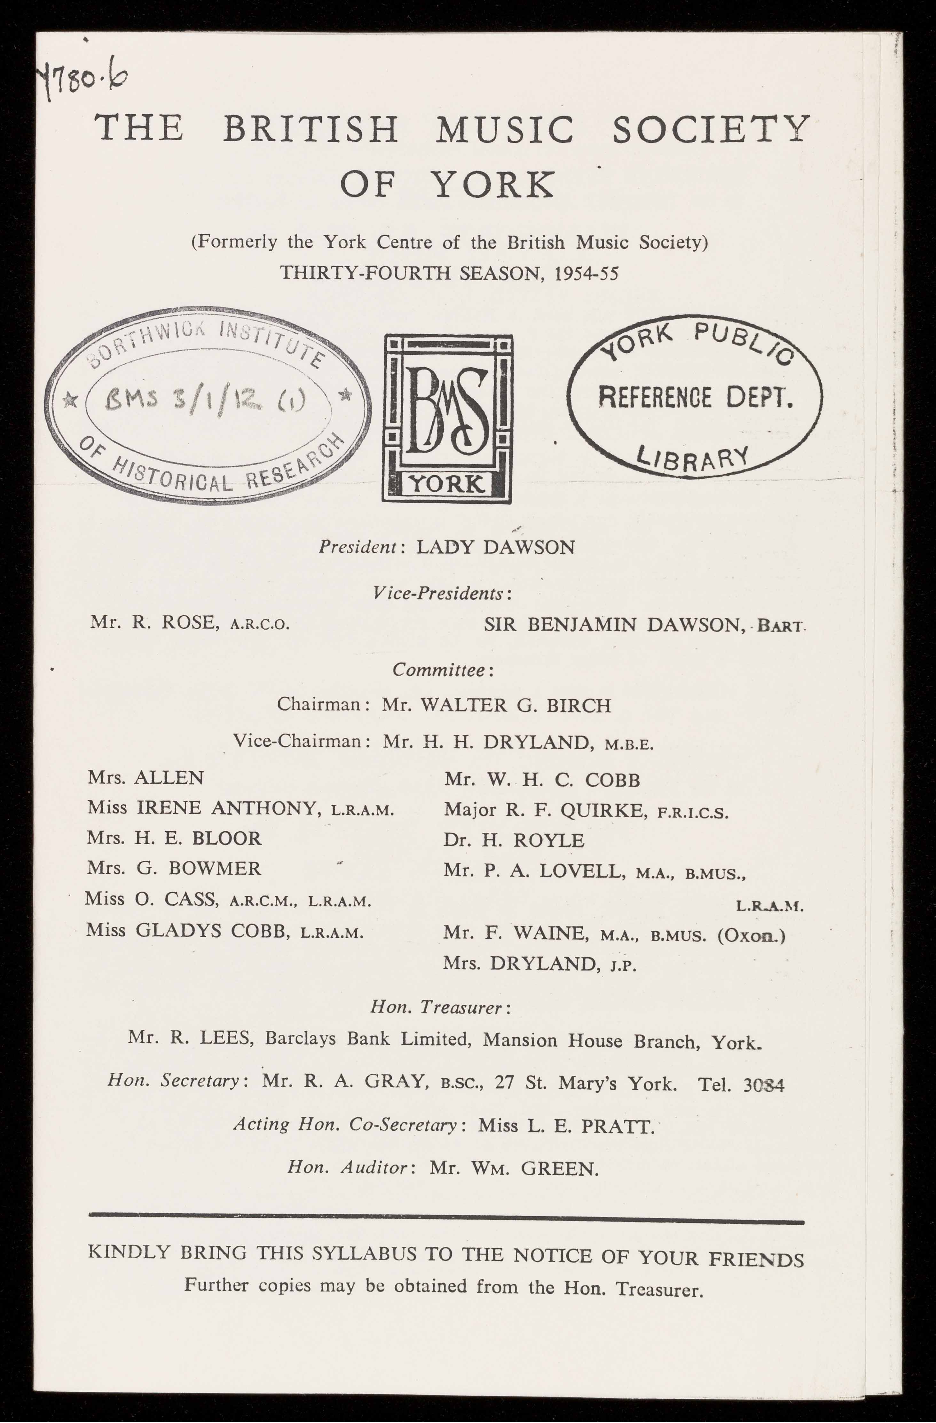 Y780.6
THE BRITISH MUSIC SOCIETY
OF YORK
(Formerly the York Centre of the British Music Society)
THIRTY-FOURTH SEASON, 1954-55
BORTHWICK INSTITUTE
BMS 3/1/12 (1)
OF HISTORICAL RESEARCH
BMS
YORK
YORK PUBLIC
REFERENCE DEPT.
LIBRARY
President: LADY DAWSON
Vice-Presidents:
Mr. R. ROSE, A.R.C.O. SIR BENJAMIN DAWSON, BART.
Committee:
Chairman: Mr. WALTER G. BIRCH
Vice-Chairman: Mr. H. H. DRYLAND, M.B.E.
Mrs. ALLEN
Miss IRENE ANTHONY, L.R.A.M.
Mrs. H. E. BLOOR
Mrs. G. BOWMER
Miss O. CASS, A.R.C.M., L.R.A.M.
Miss GLADYS COBB, L.R.A.M.
Mr. W. H. C. COBB
Major R. F. QUIRKE, F.R.I.C.S.
Dr. H. ROYLE
Mr. P. A. LOVELL, M.A., B.MUS.,
L.R.A.M.
Mr. F. WAINE, M.A., B.MUS. (Oxon.)
Mrs. DRYLAND, J.P.
Hon. Treasurer:
Mr. R. LEES, Barclays Bank Limited, Mansion House Branch, York.
Hon. Secretary: Mr. R. A. GRAY, B.SC., 27 St. Mary's York. Tel. 3084
Acting Hon. Co-Secretary: Miss L. E. PRATT.
Hon. Auditor: Mr. WM. GREEN.
KINDLY BRING THIS SYLLABUS TO THE NOTICE OF YOUR FRIENDS
Further copies may be obtained from the Hon. Treasurer.